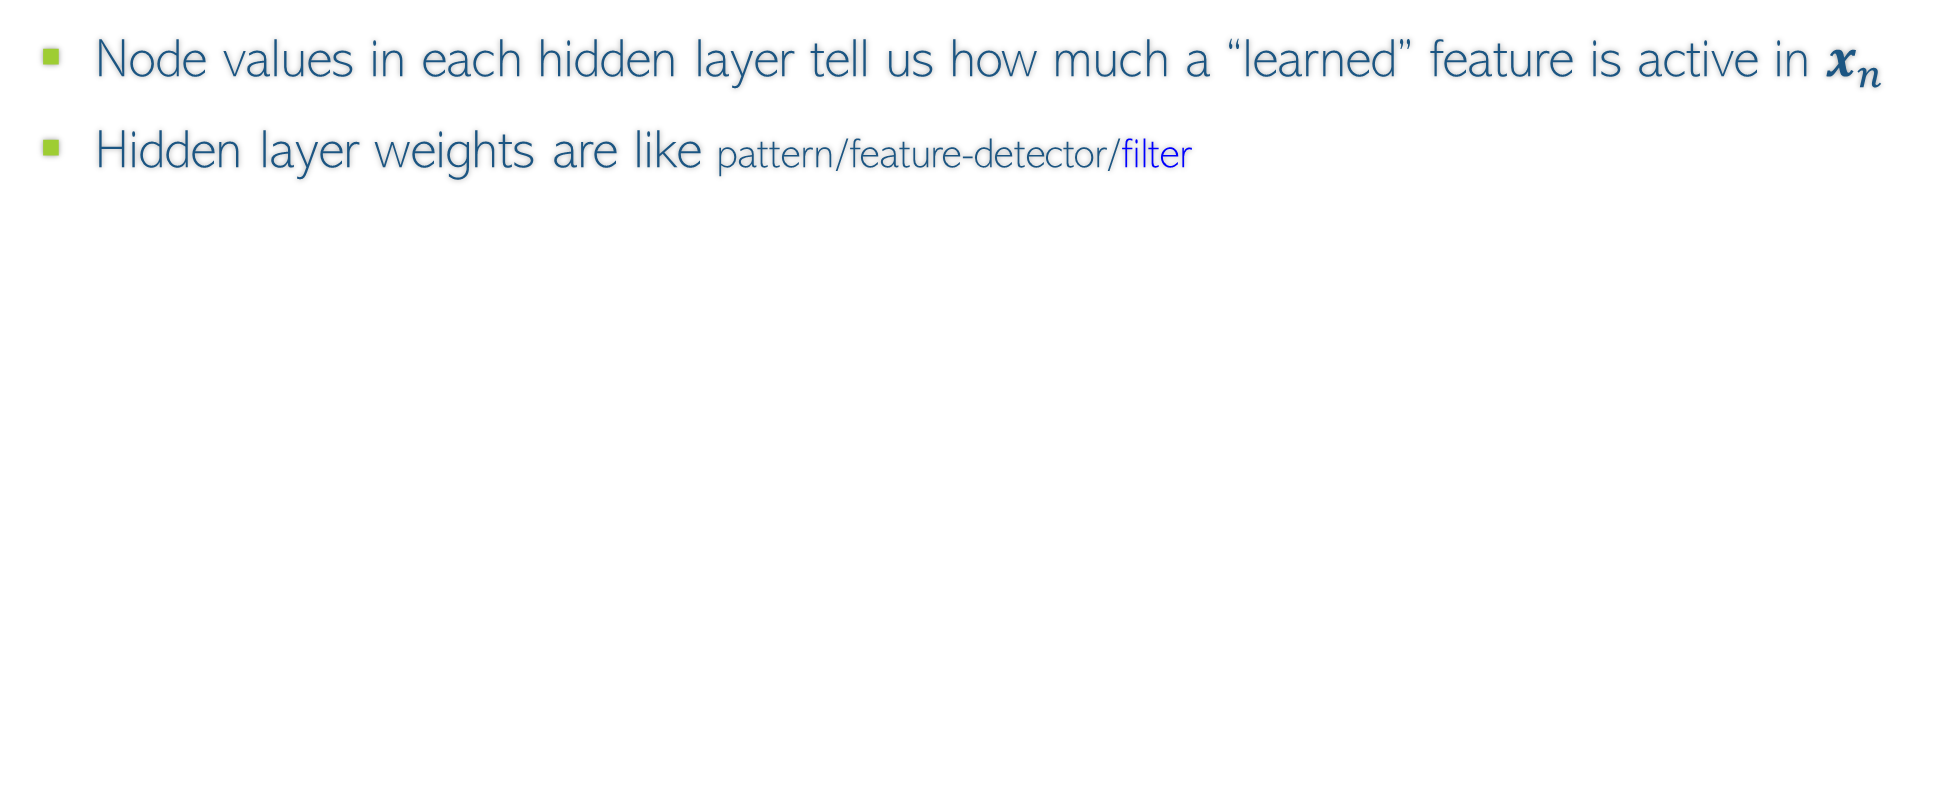 ▪ Node values in each hidden layer tell us how much a “learned” feature is active in 𝒙ₙ
▪ Hidden layer weights are like pattern/feature-detector/filter